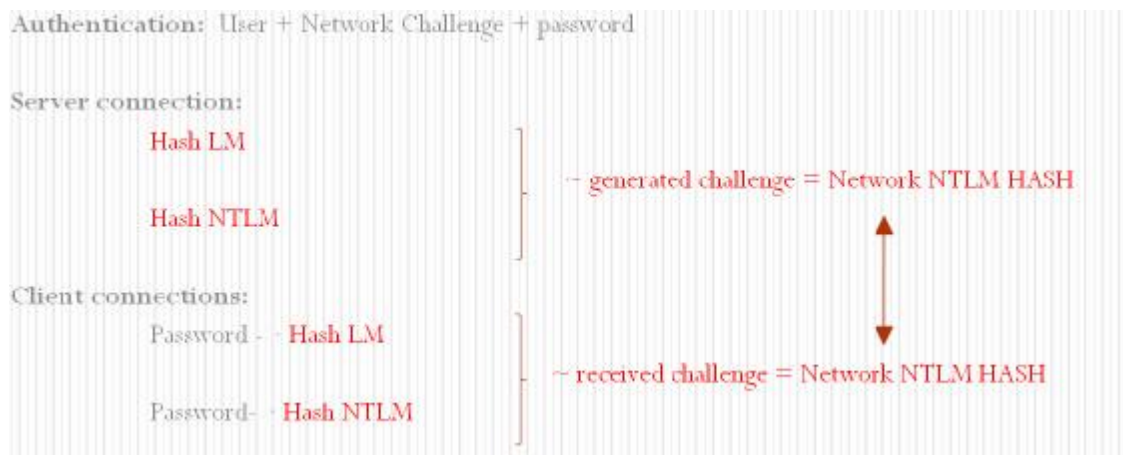 Authentication: User + Network Challenge + password
Server connection:
Hash LM
~ generated challenge = Network NTLM HASH
Hash NTLM
Client connections:
Password - - Hash LM
~ received challenge = Network NTLM HASH
Password- - Hash NTLM